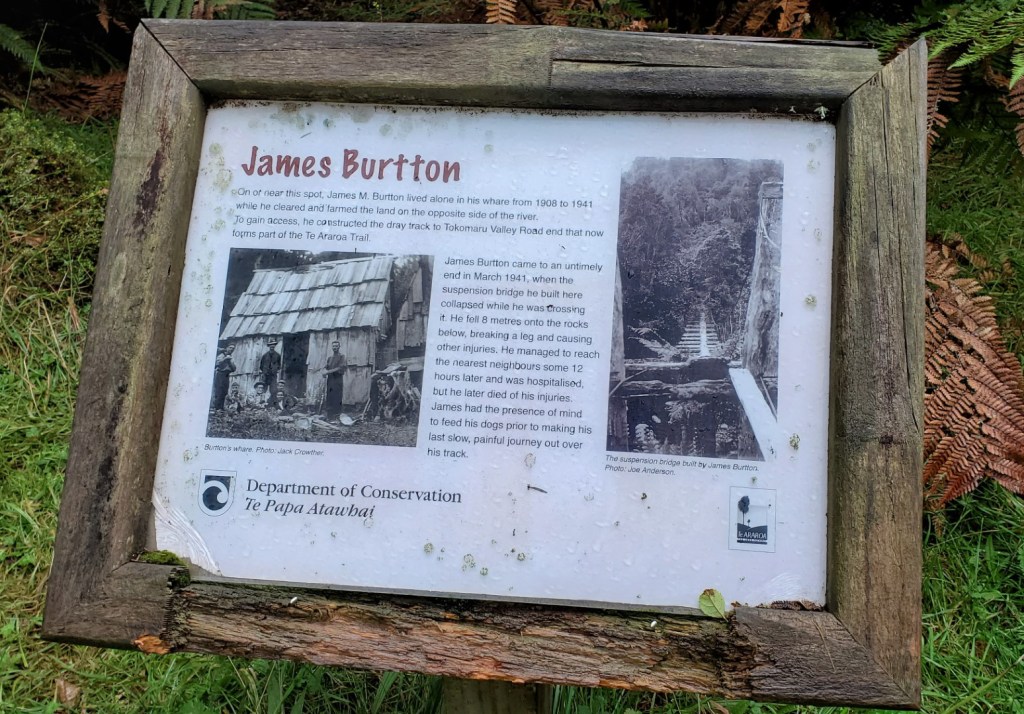 James Burtton
On or near this spot, James M. Burtton lived alone in his whare from 1908 to 1941
while he cleared and farmed the land on the opposite side of the river.
To gain access, he constructed the dray track to Tokomaru Valley Road end that now
forms part of the Te Araroa Trail.
James Burtton came to an untimely
end in March 1941, when the
suspension bridge he built here
collapsed while he was crossing
it. He fell 8 metres onto the rocks
below, breaking a leg and causing
other injuries. He managed to reach
the nearest neighbours some 12
hours later and was hospitalised,
but he later died of his injuries.
James had the presence of mind
to feed his dogs prior to making his
last slow, painful journey out over
his track.
Burtton's whare. Photo: Jack Crowther.
The suspension bridge built by James Burtton.
Photo: Joe Anderson.
Department of Conservation
Te Papa Atawhai
TE ARAROA